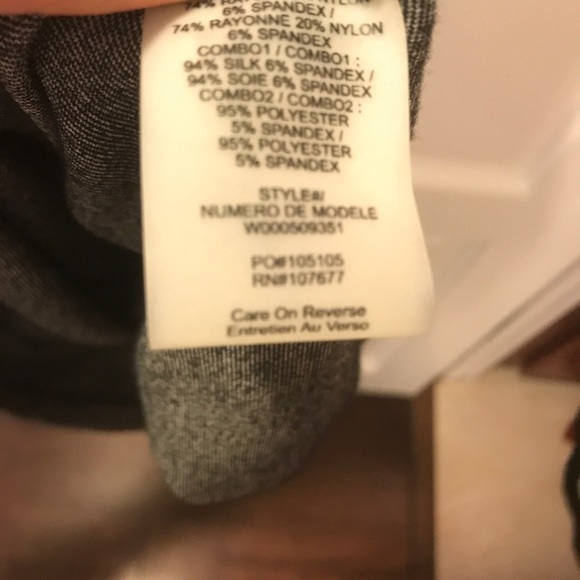 6% SPANDEX /
74% RAYONNE 20% NYLON
6% SPANDEX
COMBO1 / COMBO1 :
94% SILK 6% SPANDEX /
94% SOIE 6% SPANDEX
COMBO2 / COMBO2 :
95% POLYESTER
5% SPANDEX /
95% POLYESTER
5% SPANDEX
STYLE#/
NUMERO DE MODELE
W000509351
PO#105105
RN#107677
Care On Reverse
Entretien Au Verso